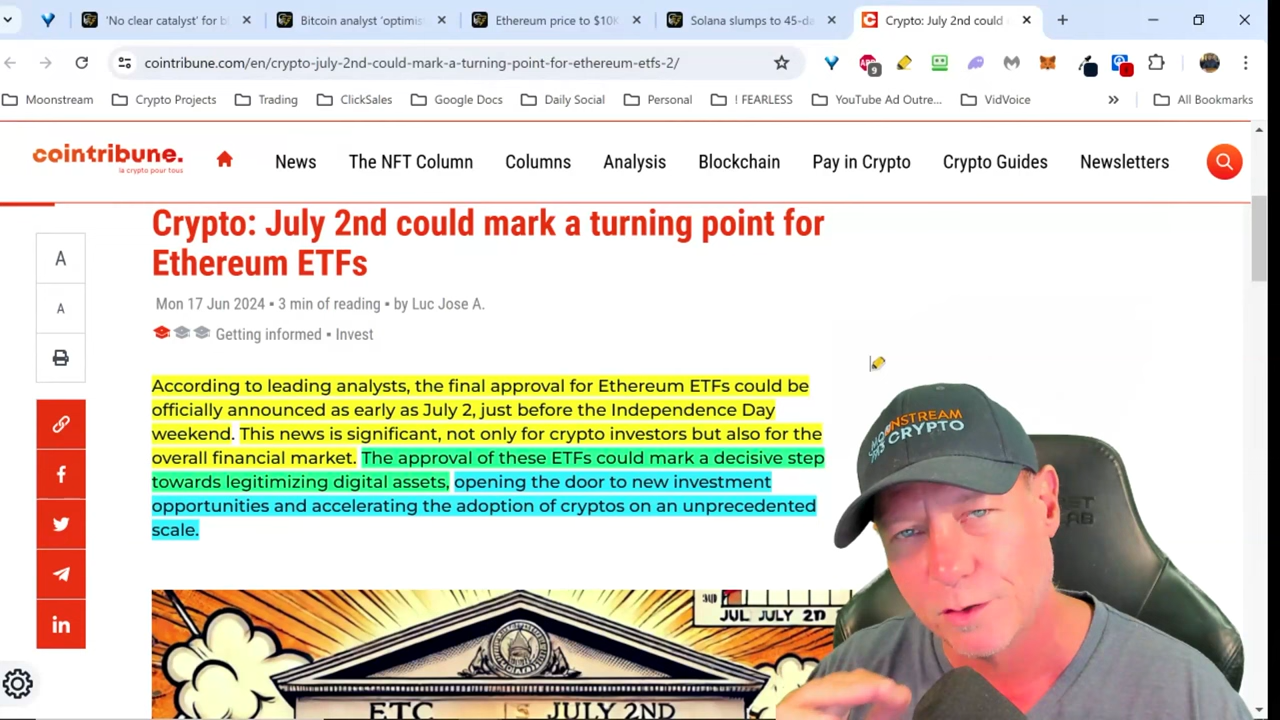 'No clear catalyst' for b
Bitcoin analyst 'optimis
Ethereum price to $10K
Solana slumps to 45-da
Crypto: July 2nd could
cointribune.com/en/crypto-july-2nd-could-mark-a-turning-point-for-ethereum-etfs-2/
9
Moonstream
Crypto Projects
Trading
ClickSales
Google Docs
Daily Social
Personal
! FEARLESS
YouTube Ad Outre...
VidVoice
All Bookmarks
cointribune.
la crypto pour tous
News
The NFT Column
Columns
Analysis
Blockchain
Pay in Crypto
Crypto Guides
Newsletters
A
A
Crypto: July 2nd could mark a turning point for
Ethereum ETFs
Mon 17 Jun 2024 • 3 min of reading • by Luc Jose A.
Getting informed • Invest
According to leading analysts, the final approval for Ethereum ETFs could be
officially announced as early as July 2, just before the Independence Day
weekend. This news is significant, not only for crypto investors but also for the
overall financial market. The approval of these ETFs could mark a decisive step
towards legitimizing digital assets, opening the door to new investment
opportunities and accelerating the adoption of cryptos on an unprecedented
scale.
JUL JULY 2
ETC IS JULY 2ND
CRYPTO